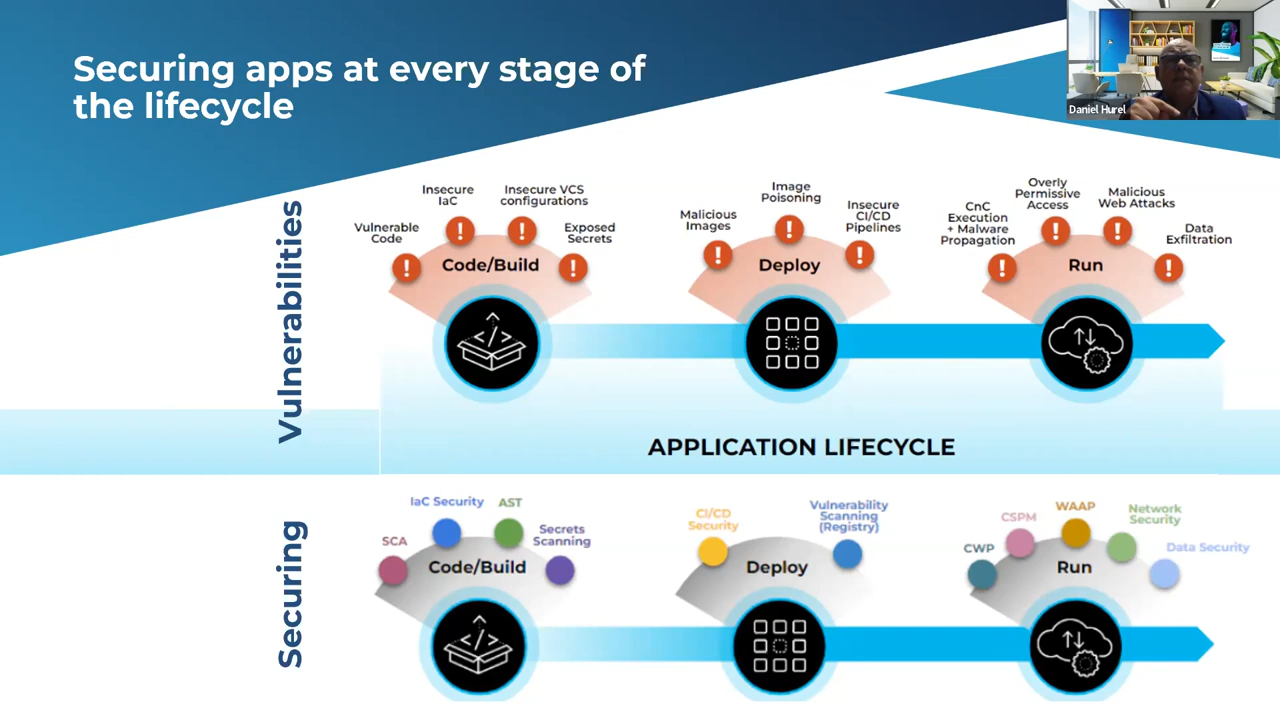 Securing apps at every stage of
the lifecycle
Daniel Hurel
Vulnerabilities
Vulnerable
Code
Insecure
IaC
Insecure VCS
configurations
Exposed
Secrets
Code/Build
Malicious
Images
Image
Poisoning
Insecure
CI/CD
Pipelines
Deploy
CnC
Execution
+ Malware
Propagation
Overly
Permissive
Access
Malicious
Web Attacks
Data
Exfiltration
Run
APPLICATION LIFECYCLE
Securing
SCA
IaC Security
AST
Secrets
Scanning
Code/Build
CI/CD
Security
Vulnerability
Scanning
(Registry)
Deploy
CWP
CSPM
WAAP
Network
Security
Data Security
Run